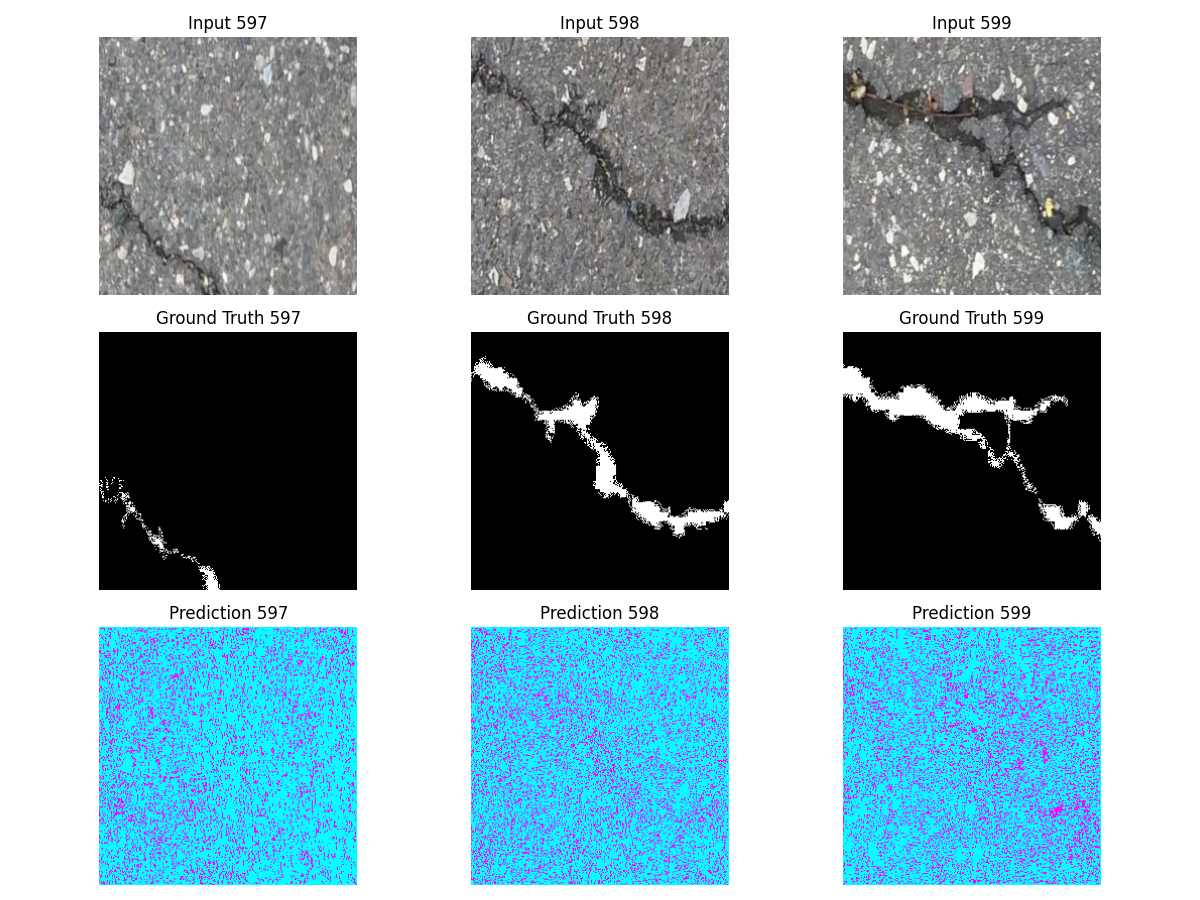 Input 597
Input 598
Input 599
Ground Truth 597
Ground Truth 598
Ground Truth 599
Prediction 597
Prediction 598
Prediction 599